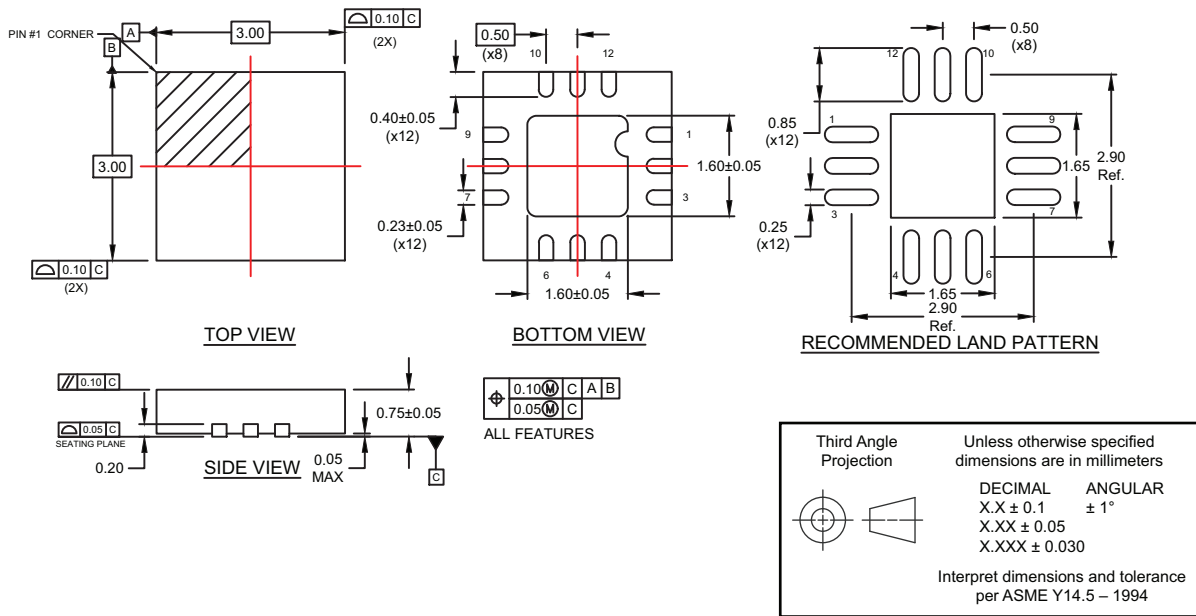 PIN #1 CORNER
A
B
3.00
⌓ 0.10 C
(2X)
3.00
⌓ 0.10 C
(2X)
TOP VIEW
0.50
(x8)
10
12
0.40±0.05
(x12)
9
1
1.60±0.05
7
3
0.23±0.05
(x12)
6
4
1.60±0.05
BOTTOM VIEW
0.50
(x8)
12
10
0.85
(x12)
1
9
1.65
2.90
Ref.
0.25
(x12)
3
7
4
6
1.65
2.90
Ref.
RECOMMENDED LAND PATTERN
// 0.10 C
⌓ 0.05 C
SEATING PLANE
0.20
SIDE VIEW
0.75±0.05
0.05
MAX
C
⌖ 0.10 Ⓜ C A B
0.05 Ⓜ C
ALL FEATURES
Third Angle
Projection
Unless otherwise specified
dimensions are in millimeters
DECIMAL ANGULAR
X.X ± 0.1 ± 1°
X.XX ± 0.05
X.XXX ± 0.030
Interpret dimensions and tolerance
per ASME Y14.5 – 1994